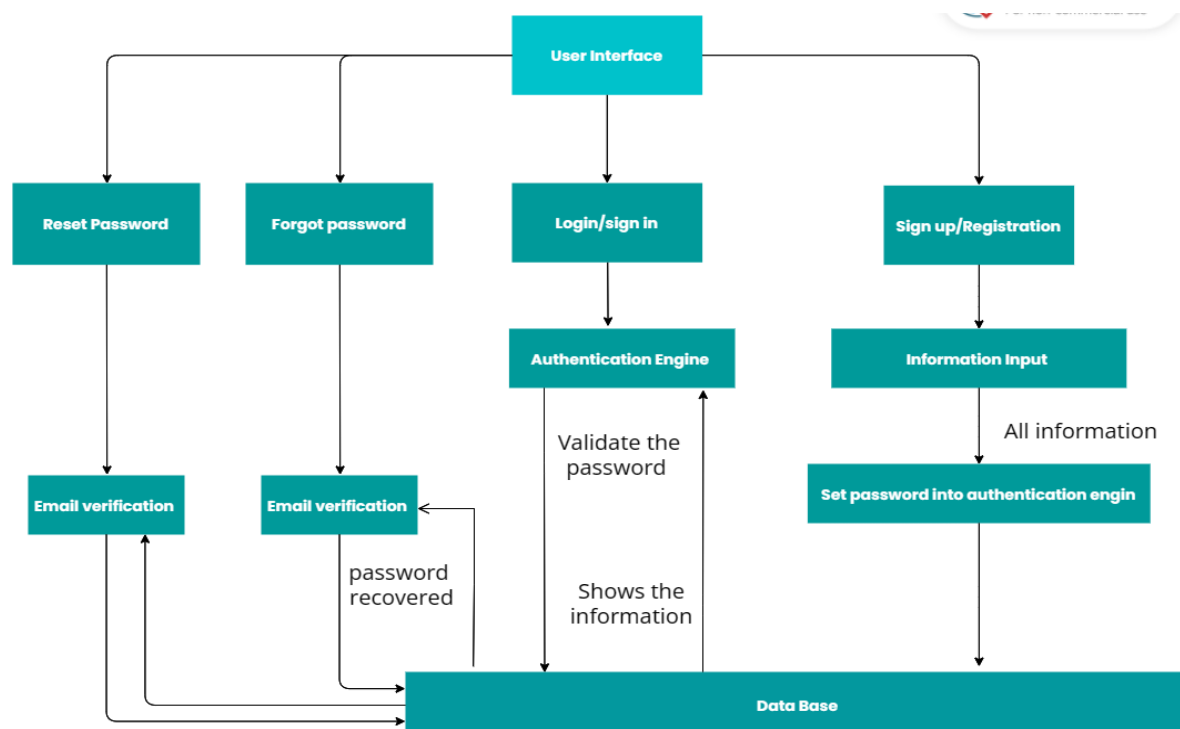 User Interface
Reset Password
Forgot password
Login/sign in
Sign up/Registration
Authentication Engine
Information Input
All information
Validate the
password
Email verification
Email verification
Set password into authentication engin
password
recovered
Shows the
information
Data Base